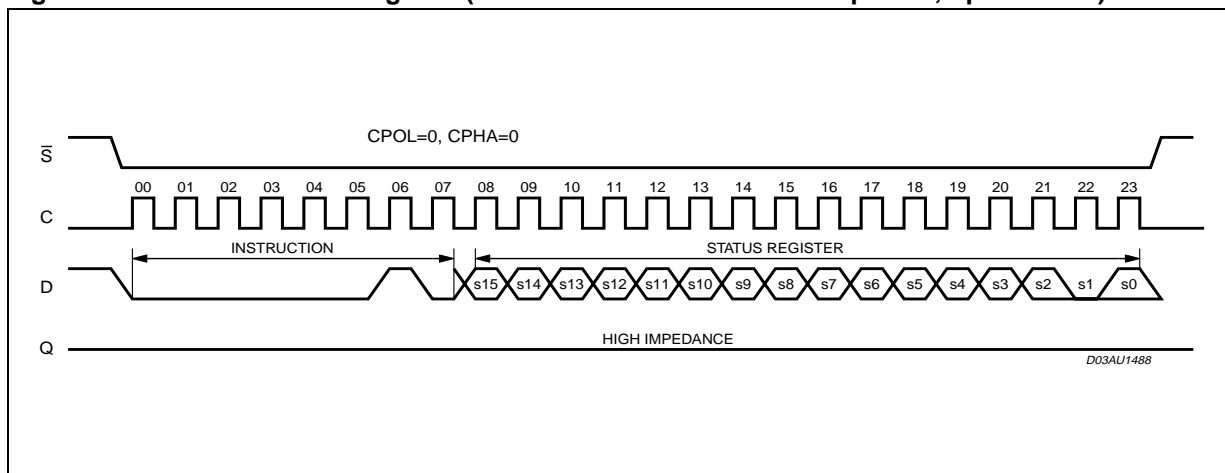 CPOL=0, CPHA=0
S
00 01 02 03 04 05 06 07 08 09 10 11 12 13 14 15 16 17 18 19 20 21 22 23
C
INSTRUCTION STATUS REGISTER
D s15 s14 s13 s12 s11 s10 s9 s8 s7 s6 s5 s4 s3 s2 s1 s0
HIGH IMPEDANCE
Q
D03AU1488